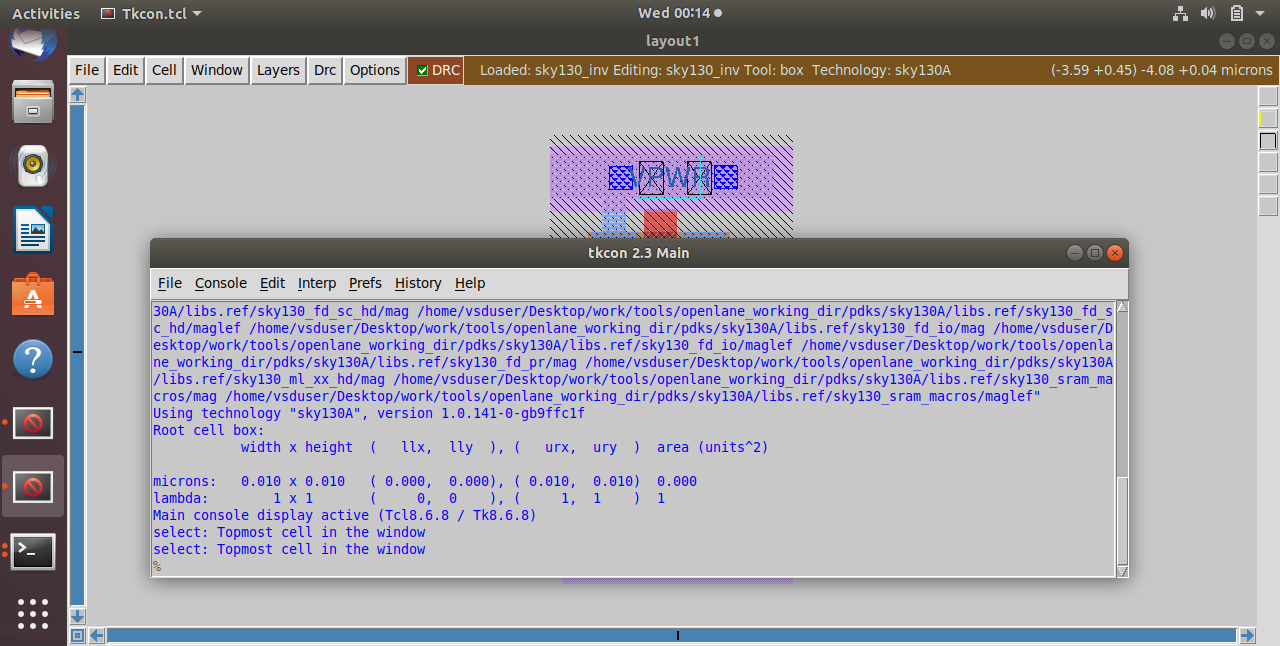 Activities Tkcon.tcl Wed 00:14
layout1
File Edit Cell Window Layers Drc Options DRC Loaded: sky130_inv Editing: sky130_inv Tool: box Technology: sky130A (-3.59 +0.45) -4.08 +0.04 microns
VPWR
tkcon 2.3 Main
File Console Edit Interp Prefs History Help
30A/libs.ref/sky130_fd_sc_hd/mag /home/vsduser/Desktop/work/tools/openlane_working_dir/pdks/sky130A/libs.ref/sky130_fd_s
c_hd/maglef /home/vsduser/Desktop/work/tools/openlane_working_dir/pdks/sky130A/libs.ref/sky130_fd_io/mag /home/vsduser/D
esktop/work/tools/openlane_working_dir/pdks/sky130A/libs.ref/sky130_fd_io/maglef /home/vsduser/Desktop/work/tools/openla
ne_working_dir/pdks/sky130A/libs.ref/sky130_fd_pr/mag /home/vsduser/Desktop/work/tools/openlane_working_dir/pdks/sky130A
/libs.ref/sky130_ml_xx_hd/mag /home/vsduser/Desktop/work/tools/openlane_working_dir/pdks/sky130A/libs.ref/sky130_sram_ma
cros/mag /home/vsduser/Desktop/work/tools/openlane_working_dir/pdks/sky130A/libs.ref/sky130_sram_macros/maglef"
Using technology "sky130A", version 1.0.141-0-gb9ffc1f
Root cell box:
width x height ( llx, lly ), ( urx, ury ) area (units^2)
microns: 0.010 x 0.010 ( 0.000, 0.000), ( 0.010, 0.010) 0.000
lambda: 1 x 1 ( 0, 0 ), ( 1, 1 ) 1
Main console display active (Tcl8.6.8 / Tk8.6.8)
select: Topmost cell in the window
select: Topmost cell in the window
%